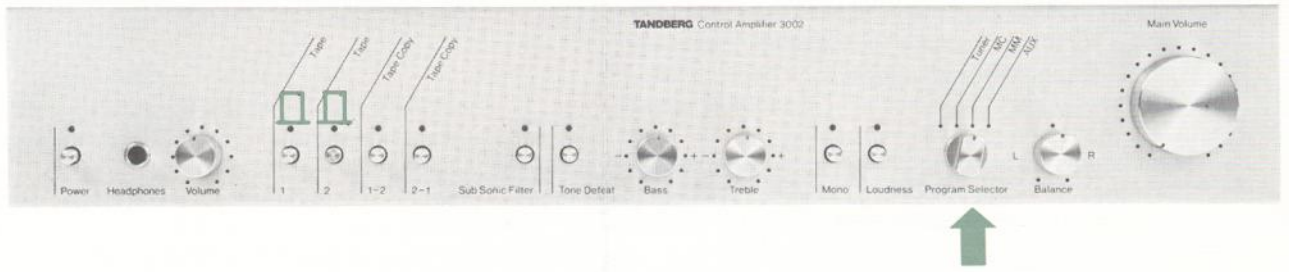 TANDBERG Control Amplifier 3002
Main Volume
Tape
Tape
Tape Copy
Tape Copy
Tuner
MC
MM
AUX
L
R
- + - +
Power Headphones Volume 1 2 1-2 2-1 Sub Sonic Filter Tone Defeat Bass Treble Mono Loudness Program Selector Balance